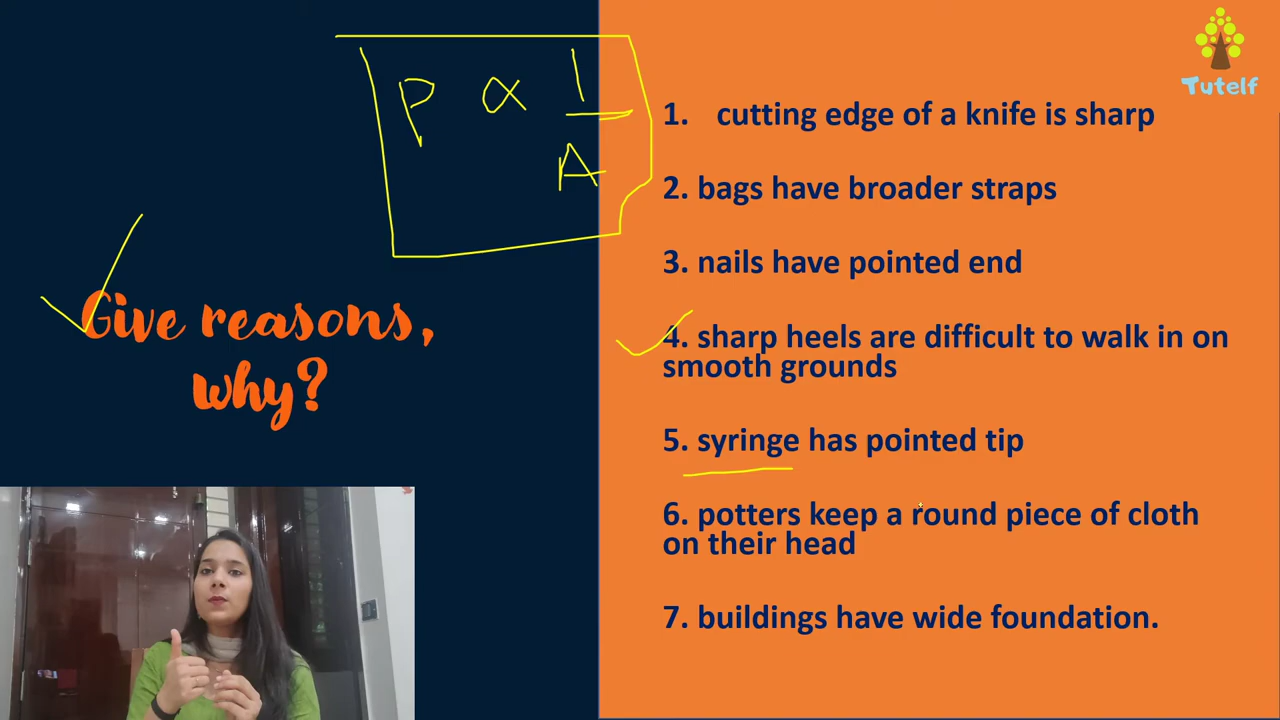 Tutelf
P ∝ 1/A
1. cutting edge of a knife is sharp
2. bags have broader straps
3. nails have pointed end
Give reasons,
why?
4. sharp heels are difficult to walk in on
smooth grounds
5. syringe has pointed tip
6. potters keep a round piece of cloth
on their head
7. buildings have wide foundation.